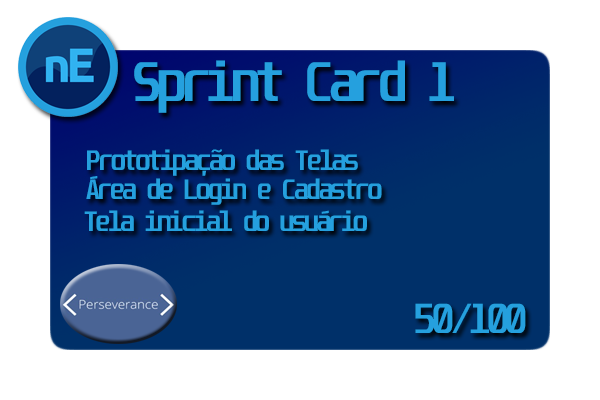 nE
Sprint Card 1
Prototipação das Telas
Área de Login e Cadastro
Tela inicial do usuário
<Perseverance>
50/100